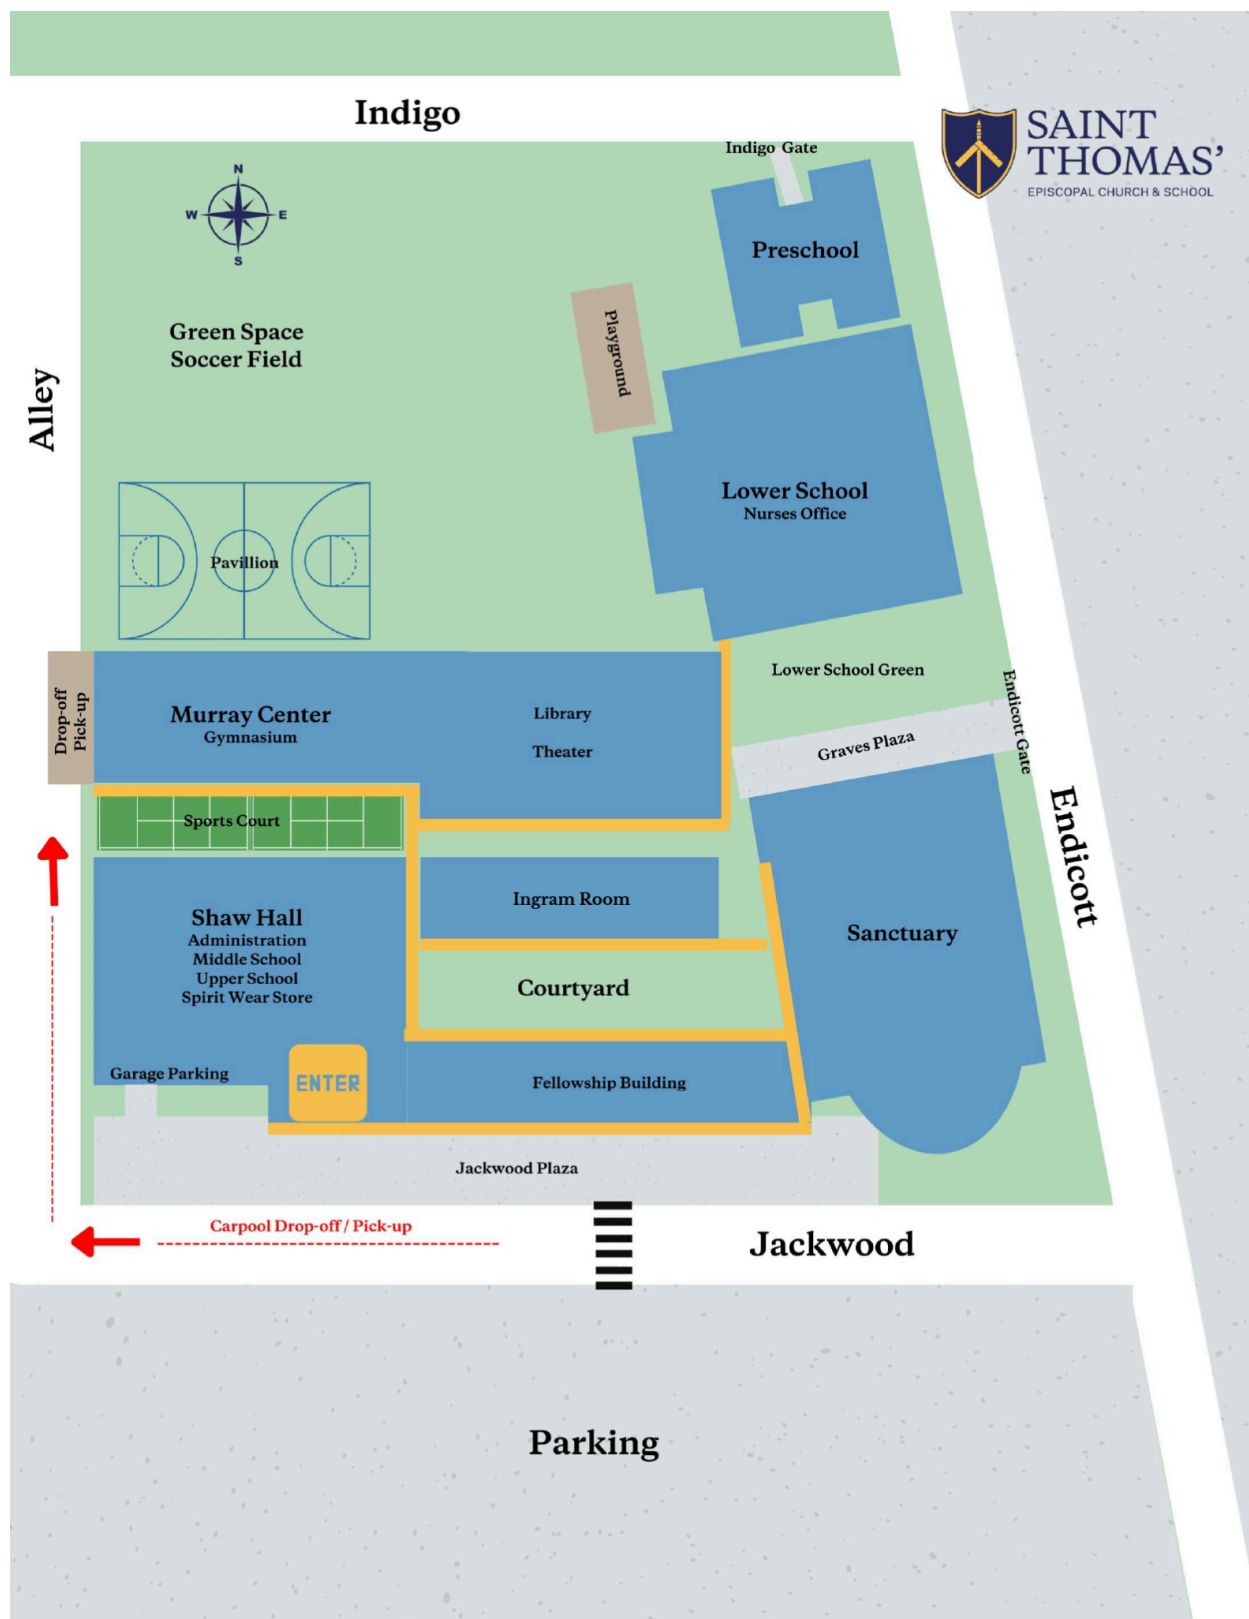 Indigo
SAINT
THOMAS’
EPISCOPAL CHURCH & SCHOOL
Indigo Gate
N
W
E
S
Preschool
Green Space
Soccer Field
Playground
Alley
Lower School
Nurses Office
Pavillion
Lower School Green
Drop-off
Pick-up
Murray Center
Gymnasium
Library
Theater
Graves Plaza
Endicott Gate
Endicott
Sports Court
Ingram Room
Shaw Hall
Administration
Middle School
Upper School
Spirit Wear Store
Sanctuary
Courtyard
Garage Parking
ENTER
Fellowship Building
Jackwood Plaza
Carpool Drop-off / Pick-up
Jackwood
Parking